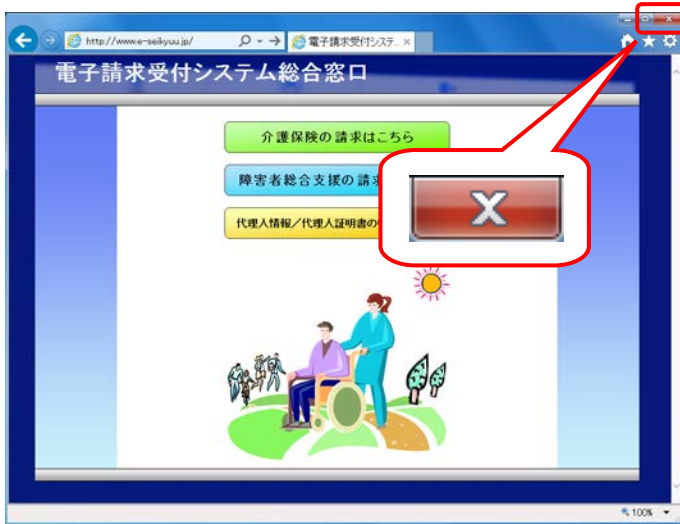 http://www.e-seikyuu.jp/
電子請求受付システ...
電子請求受付システム総合窓口
介護保険の請求はこちら
障害者総合支援の請
代理人情報／代理人証明書の
100%